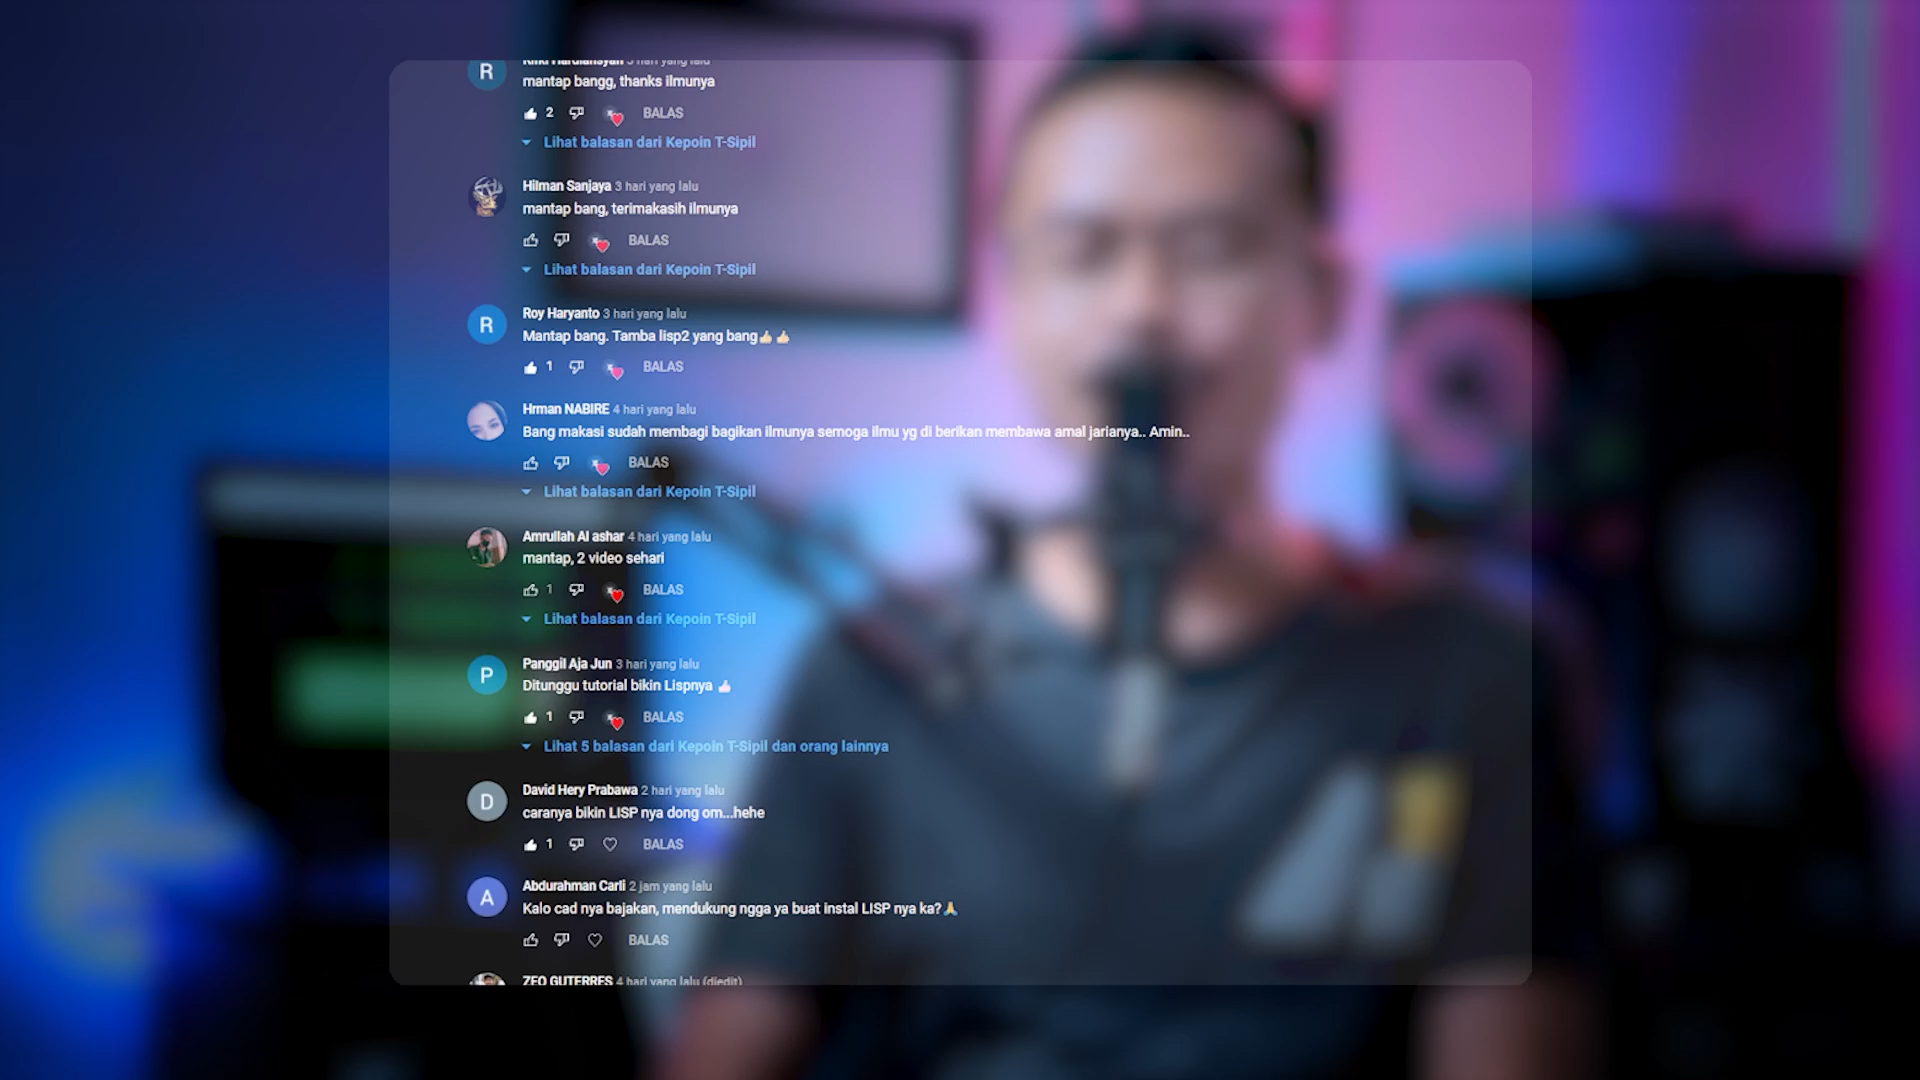 R
Rifki Hardiansyah 3 hari yang lalu
mantap bangg, thanks ilmunya
2 BALAS
Lihat balasan dari Kepoin T-Sipil
Hilman Sanjaya 3 hari yang lalu
mantap bang, terimakasih ilmunya
BALAS
Lihat balasan dari Kepoin T-Sipil
R
Roy Haryanto 3 hari yang lalu
Mantap bang. Tamba lisp2 yang bang👍👍
1 BALAS
Hrman NABIRE 4 hari yang lalu
Bang makasi sudah membagi bagikan ilmunya semoga ilmu yg di berikan membawa amal jarianya.. Amin..
BALAS
Lihat balasan dari Kepoin T-Sipil
Amrullah Al ashar 4 hari yang lalu
mantap, 2 video sehari
1 BALAS
Lihat balasan dari Kepoin T-Sipil
P
Panggil Aja Jun 3 hari yang lalu
Ditunggu tutorial bikin Lispnya 👍
1 BALAS
Lihat 5 balasan dari Kepoin T-Sipil dan orang lainnya
D
David Hery Prabawa 2 hari yang lalu
caranya bikin LISP nya dong om...hehe
1 BALAS
A
Abdurahman Carli 2 jam yang lalu
Kalo cad nya bajakan, mendukung ngga ya buat instal LISP nya ka?🙏
BALAS
ZEO GUTERRES 4 hari yang lalu (diedit)